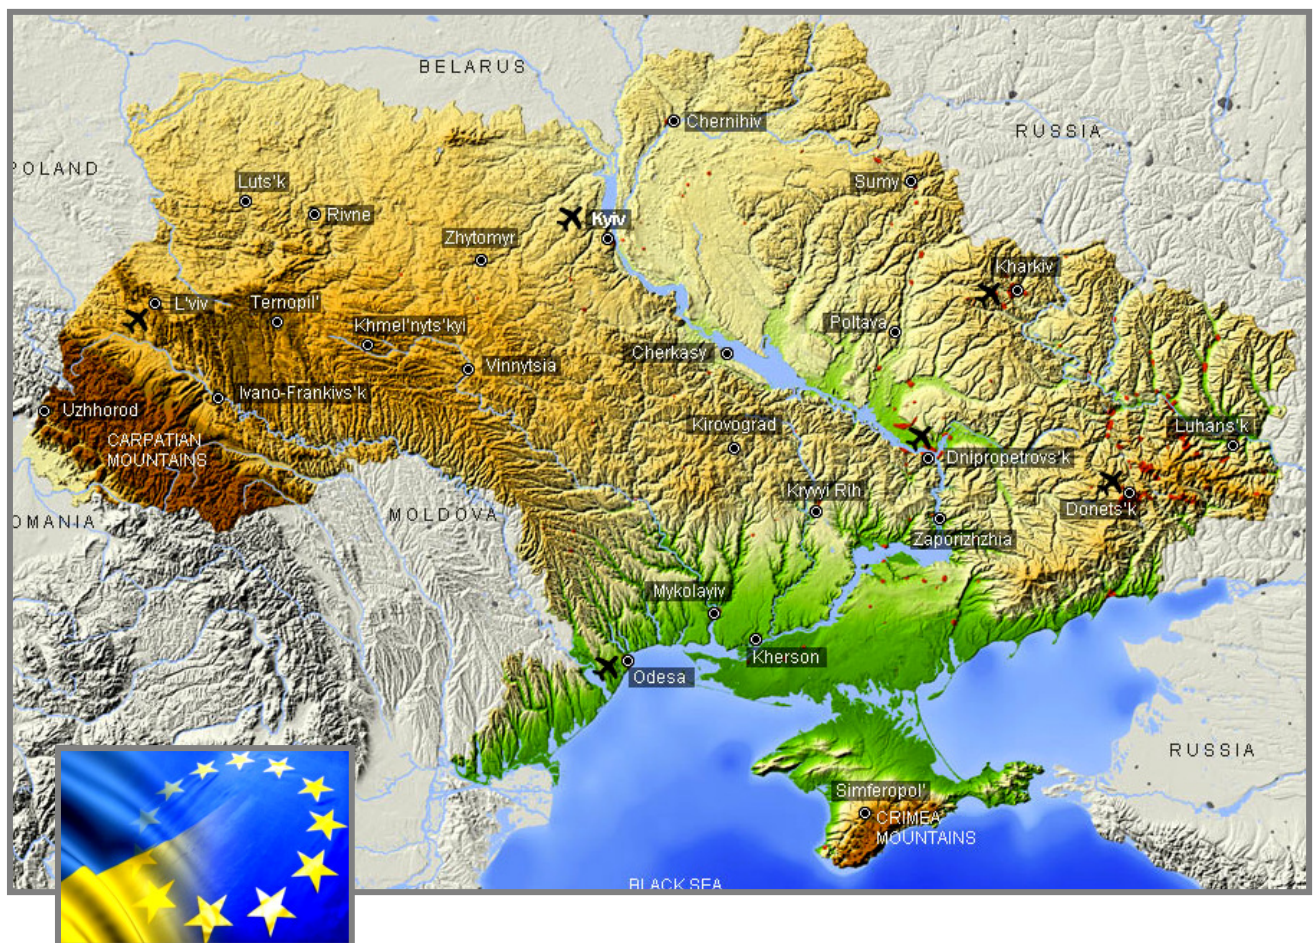 BELARUS
RUSSIA
Chernihiv
POLAND
Luts'k
Sumy
Rivne
Kyiv
Zhytomyr
Kharkiv
L'viv
Ternopil'
Khmel'nyts'kyi
Poltava
Cherkasy
Vinnytsia
Ivano-Frankivs'k
Uzhhorod
CARPATIAN
MOUNTAINS
Kirovograd
Luhans'k
Dnipropetrovs'k
Kryvyi Rih
Donets'k
OMANIA
MOLDOVA
Zaporizhzhia
Mykolayiv
Kherson
Odesa
RUSSIA
Simferopol'
CRIMEA
MOUNTAINS
BLACK SEA